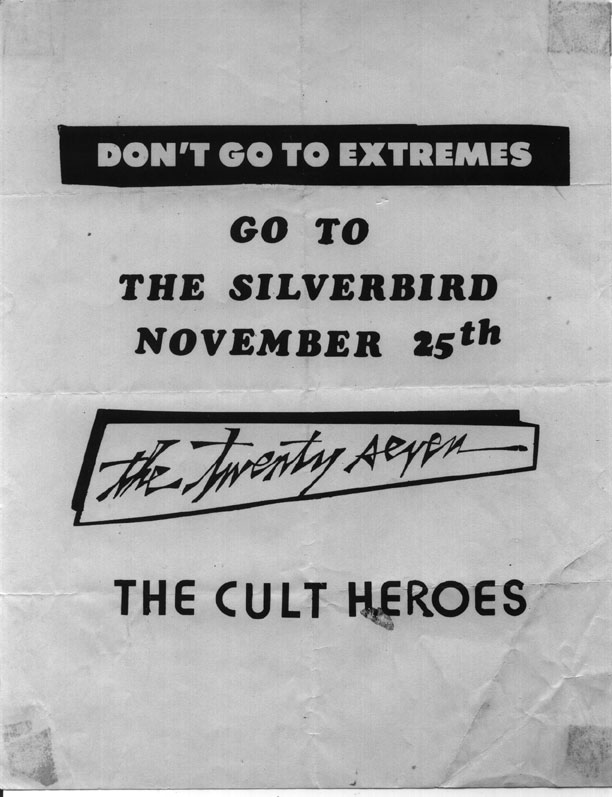 DON'T GO TO EXTREMES
GO TO
THE SILVERBIRD
NOVEMBER 25th
the twenty seven
THE CULT HEROES